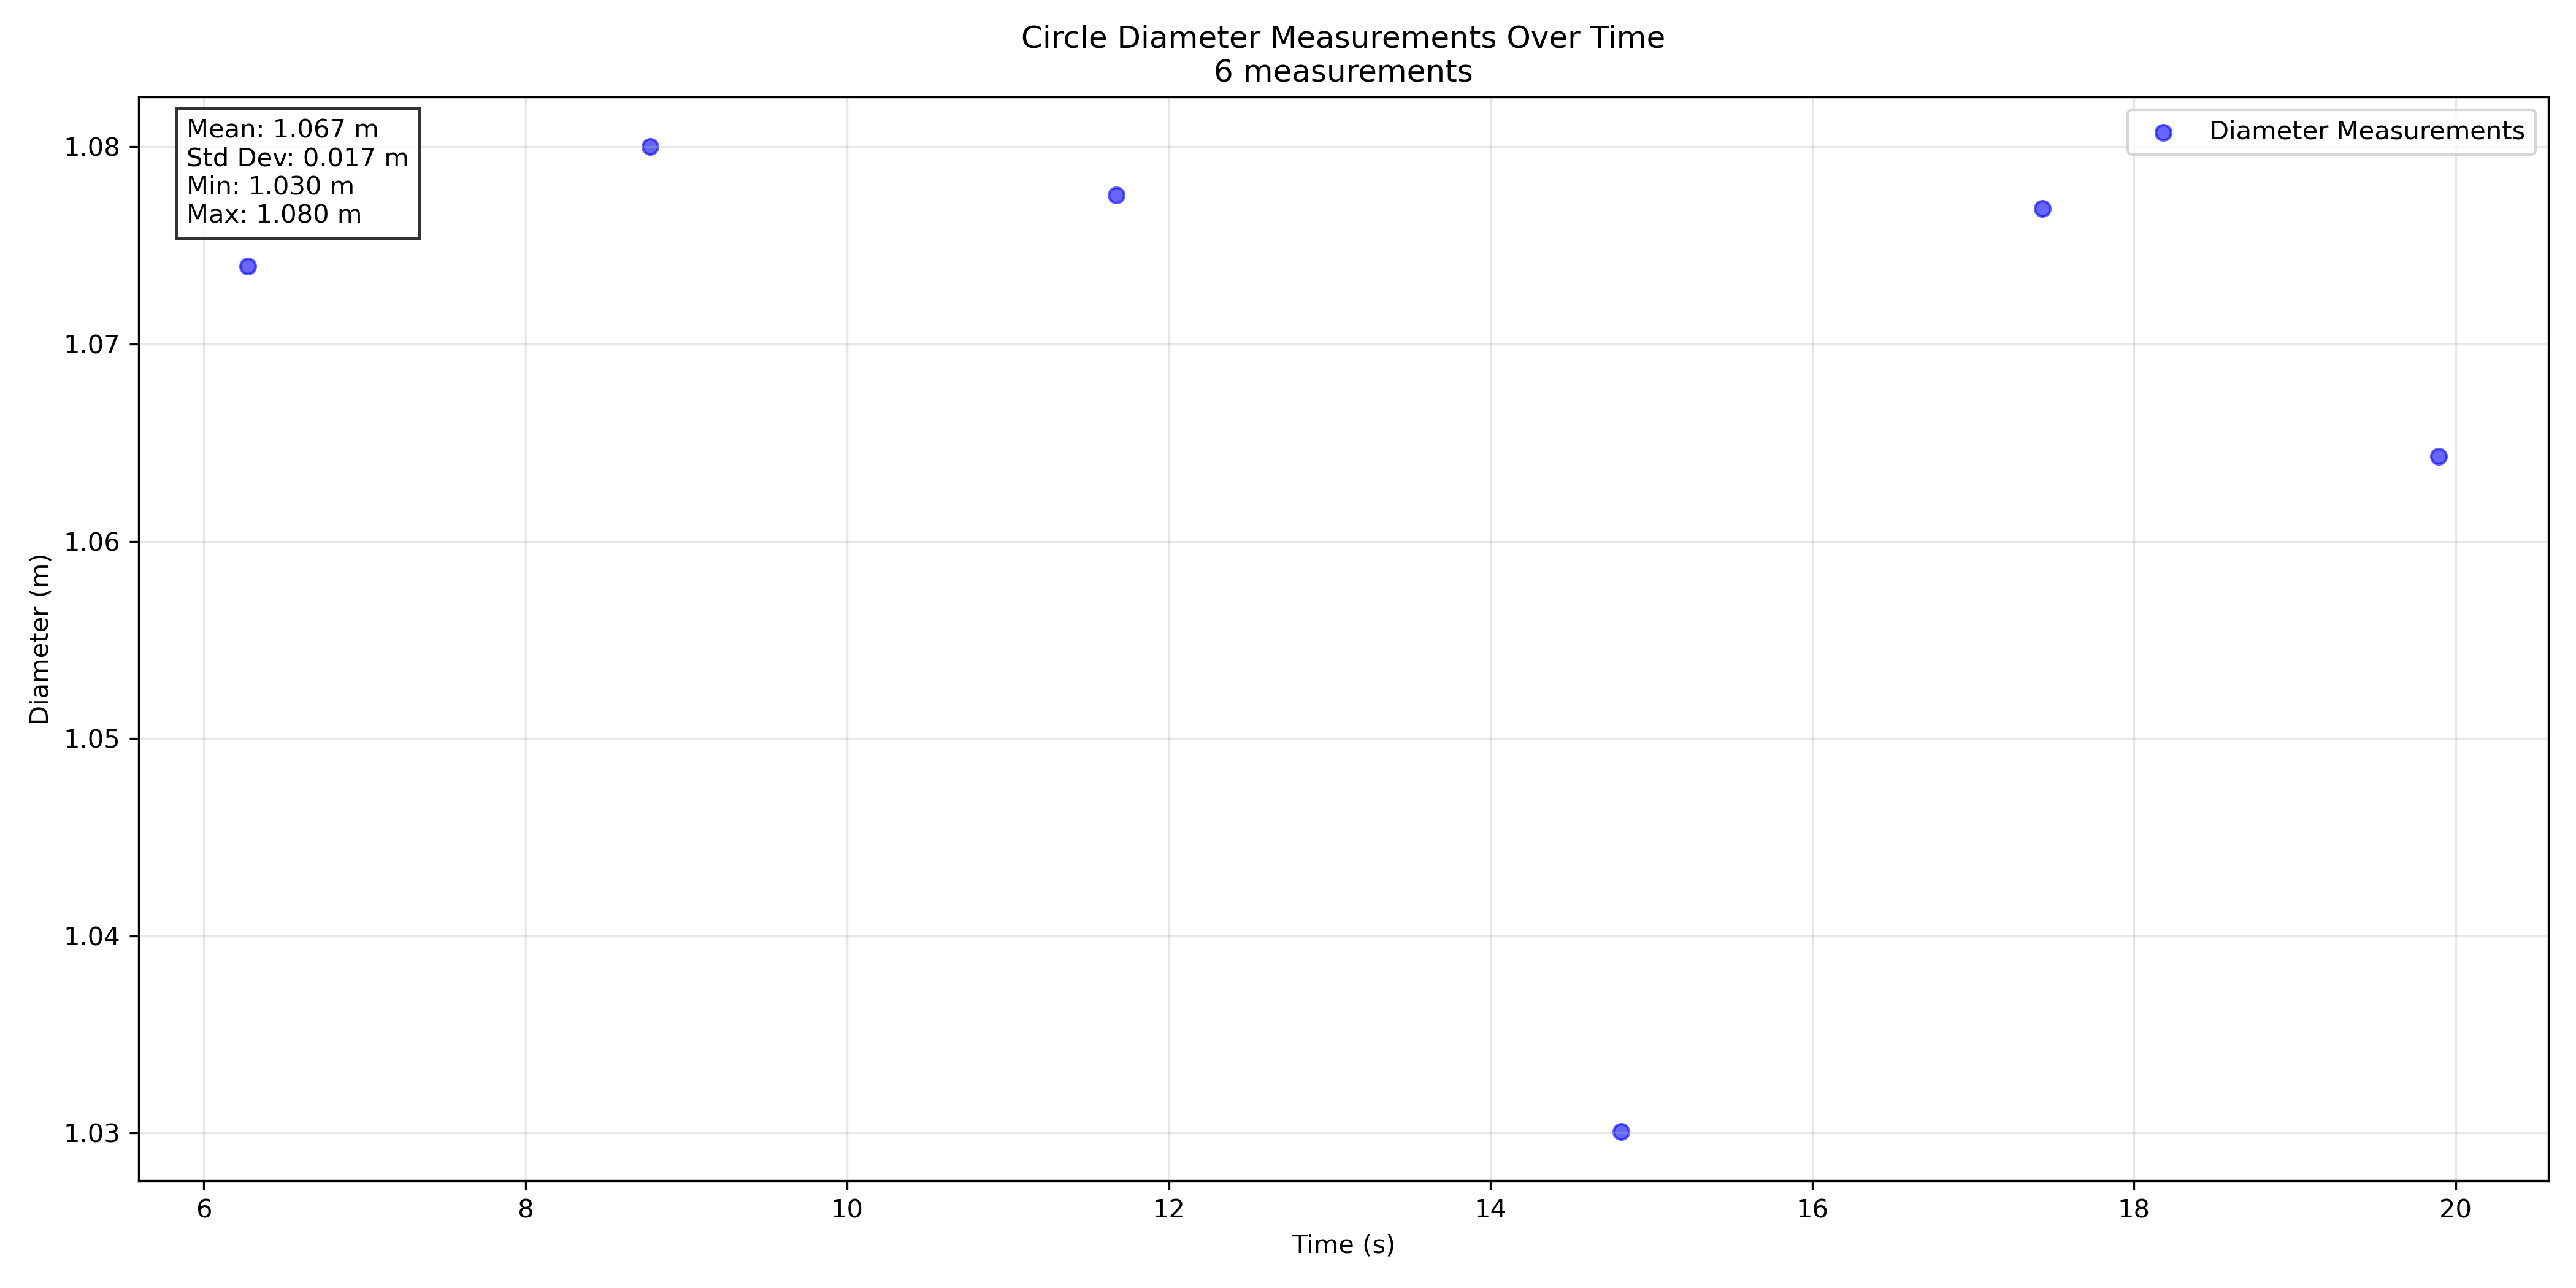 Circle Diameter Measurements Over Time
6 measurements
Mean: 1.067 m
Std Dev: 0.017 m
Min: 1.030 m
Max: 1.080 m
Diameter Measurements
Diameter (m)
1.08
1.07
1.06
1.05
1.04
1.03
6 8 10 12 14 16 18 20
Time (s)